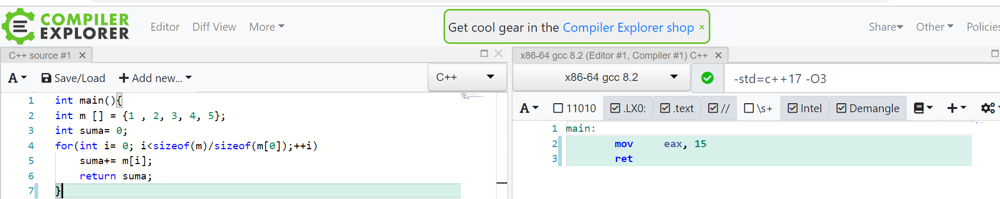 COMPILER
EXPLORER
Editor Diff View More
Get cool gear in the Compiler Explorer shop ×
Share Other Policies
C++ source #1 ×
A Save/Load + Add new... C++
1 int main(){
2 int m [] = {1 , 2, 3, 4, 5};
3 int suma= 0;
4 for(int i= 0; i<sizeof(m)/sizeof(m[0]);++i)
5 suma+= m[i];
6 return suma;
7 }
x86-64 gcc 8.2 (Editor #1, Compiler #1) C++ ×
x86-64 gcc 8.2 -std=c++17 -O3
A 11010 .LX0: .text // \s+ Intel Demangle
1 main:
2 mov eax, 15
3 ret